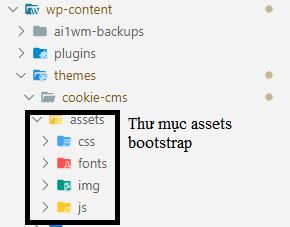 wp-content
ai1wm-backups
plugins
themes
cookie-cms
assets
Thư mục assets
bootstrap
css
fonts
img
js